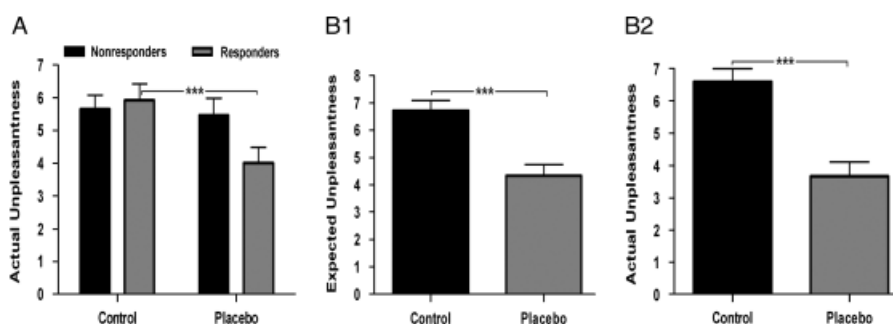 A
Nonresponders Responders
Actual Unpleasantness
7
6
5
4
3
2
1
0
***
Control Placebo
B1
Expected Unpleasantness
8
7
6
5
4
3
2
1
0
***
Control Placebo
B2
Actual Unpleasantness
7
6
5
4
3
2
1
0
***
Control Placebo